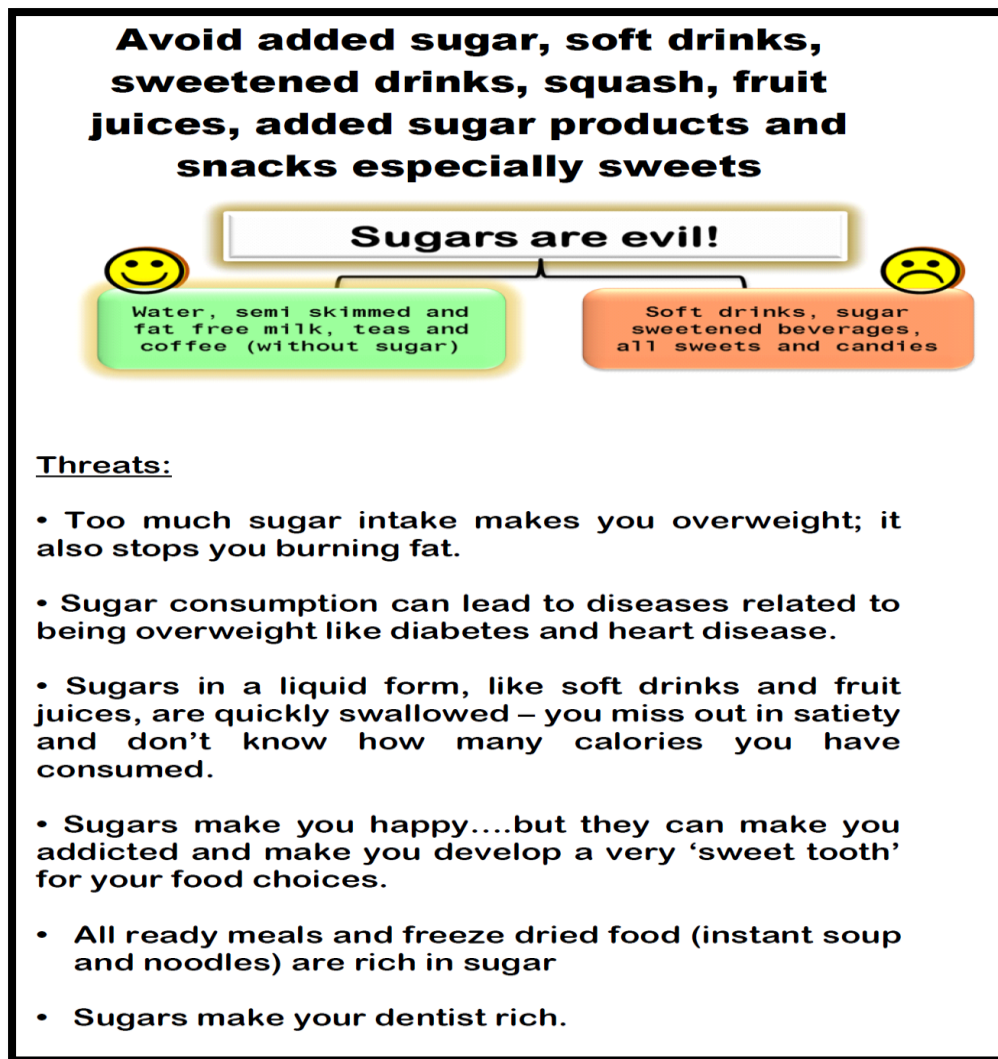 Avoid added sugar, soft drinks,
sweetened drinks, squash, fruit
juices, added sugar products and
snacks especially sweets
Sugars are evil!
Water, semi skimmed and
fat free milk, teas and
coffee (without sugar)
Soft drinks, sugar
sweetened beverages,
all sweets and candies
Threats:
• Too much sugar intake makes you overweight; it
also stops you burning fat.
• Sugar consumption can lead to diseases related to
being overweight like diabetes and heart disease.
• Sugars in a liquid form, like soft drinks and fruit
juices, are quickly swallowed – you miss out in satiety
and don’t know how many calories you have
consumed.
• Sugars make you happy….but they can make you
addicted and make you develop a very ‘sweet tooth’
for your food choices.
• All ready meals and freeze dried food (instant soup
and noodles) are rich in sugar
• Sugars make your dentist rich.